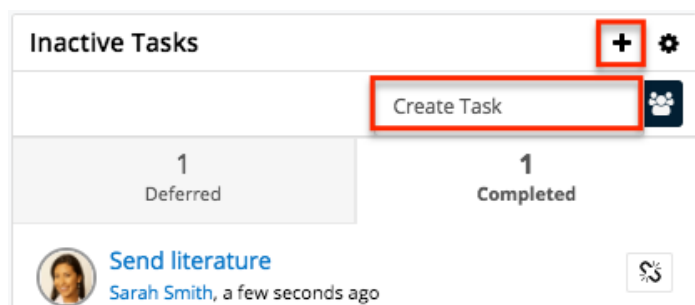 Inactive Tasks
Create Task
1 1
Deferred Completed
Send literature
Sarah Smith, a few seconds ago